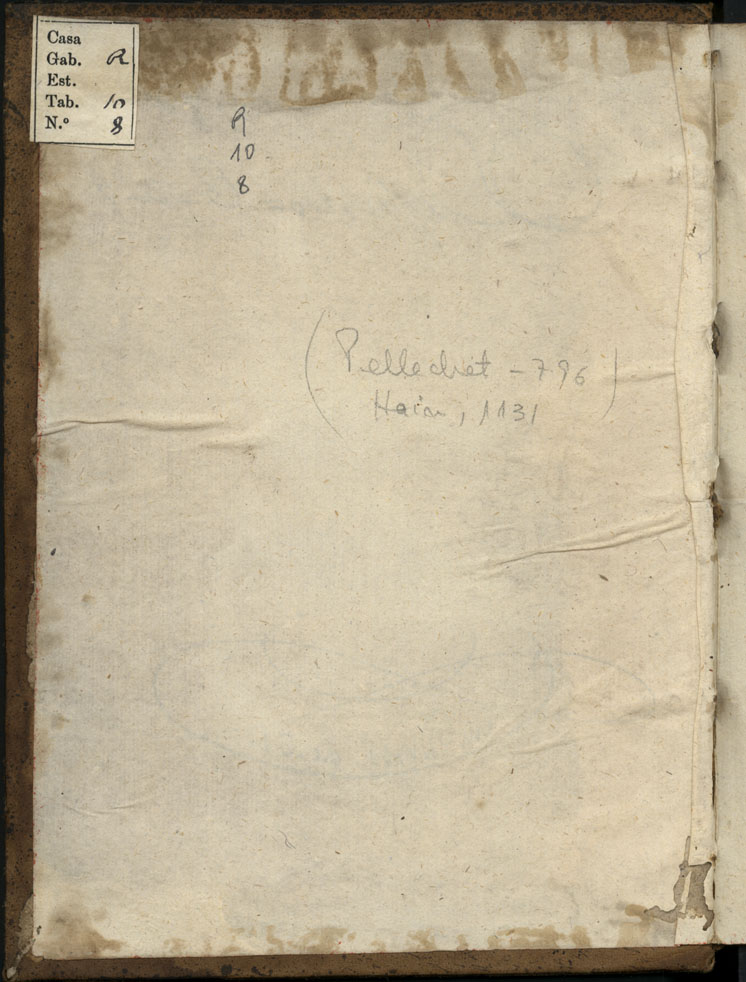 Casa
Gab. R
Est.
Tab. 10
N.º 8
R
10
8
(Pellechet - 796)
Hain, 1131